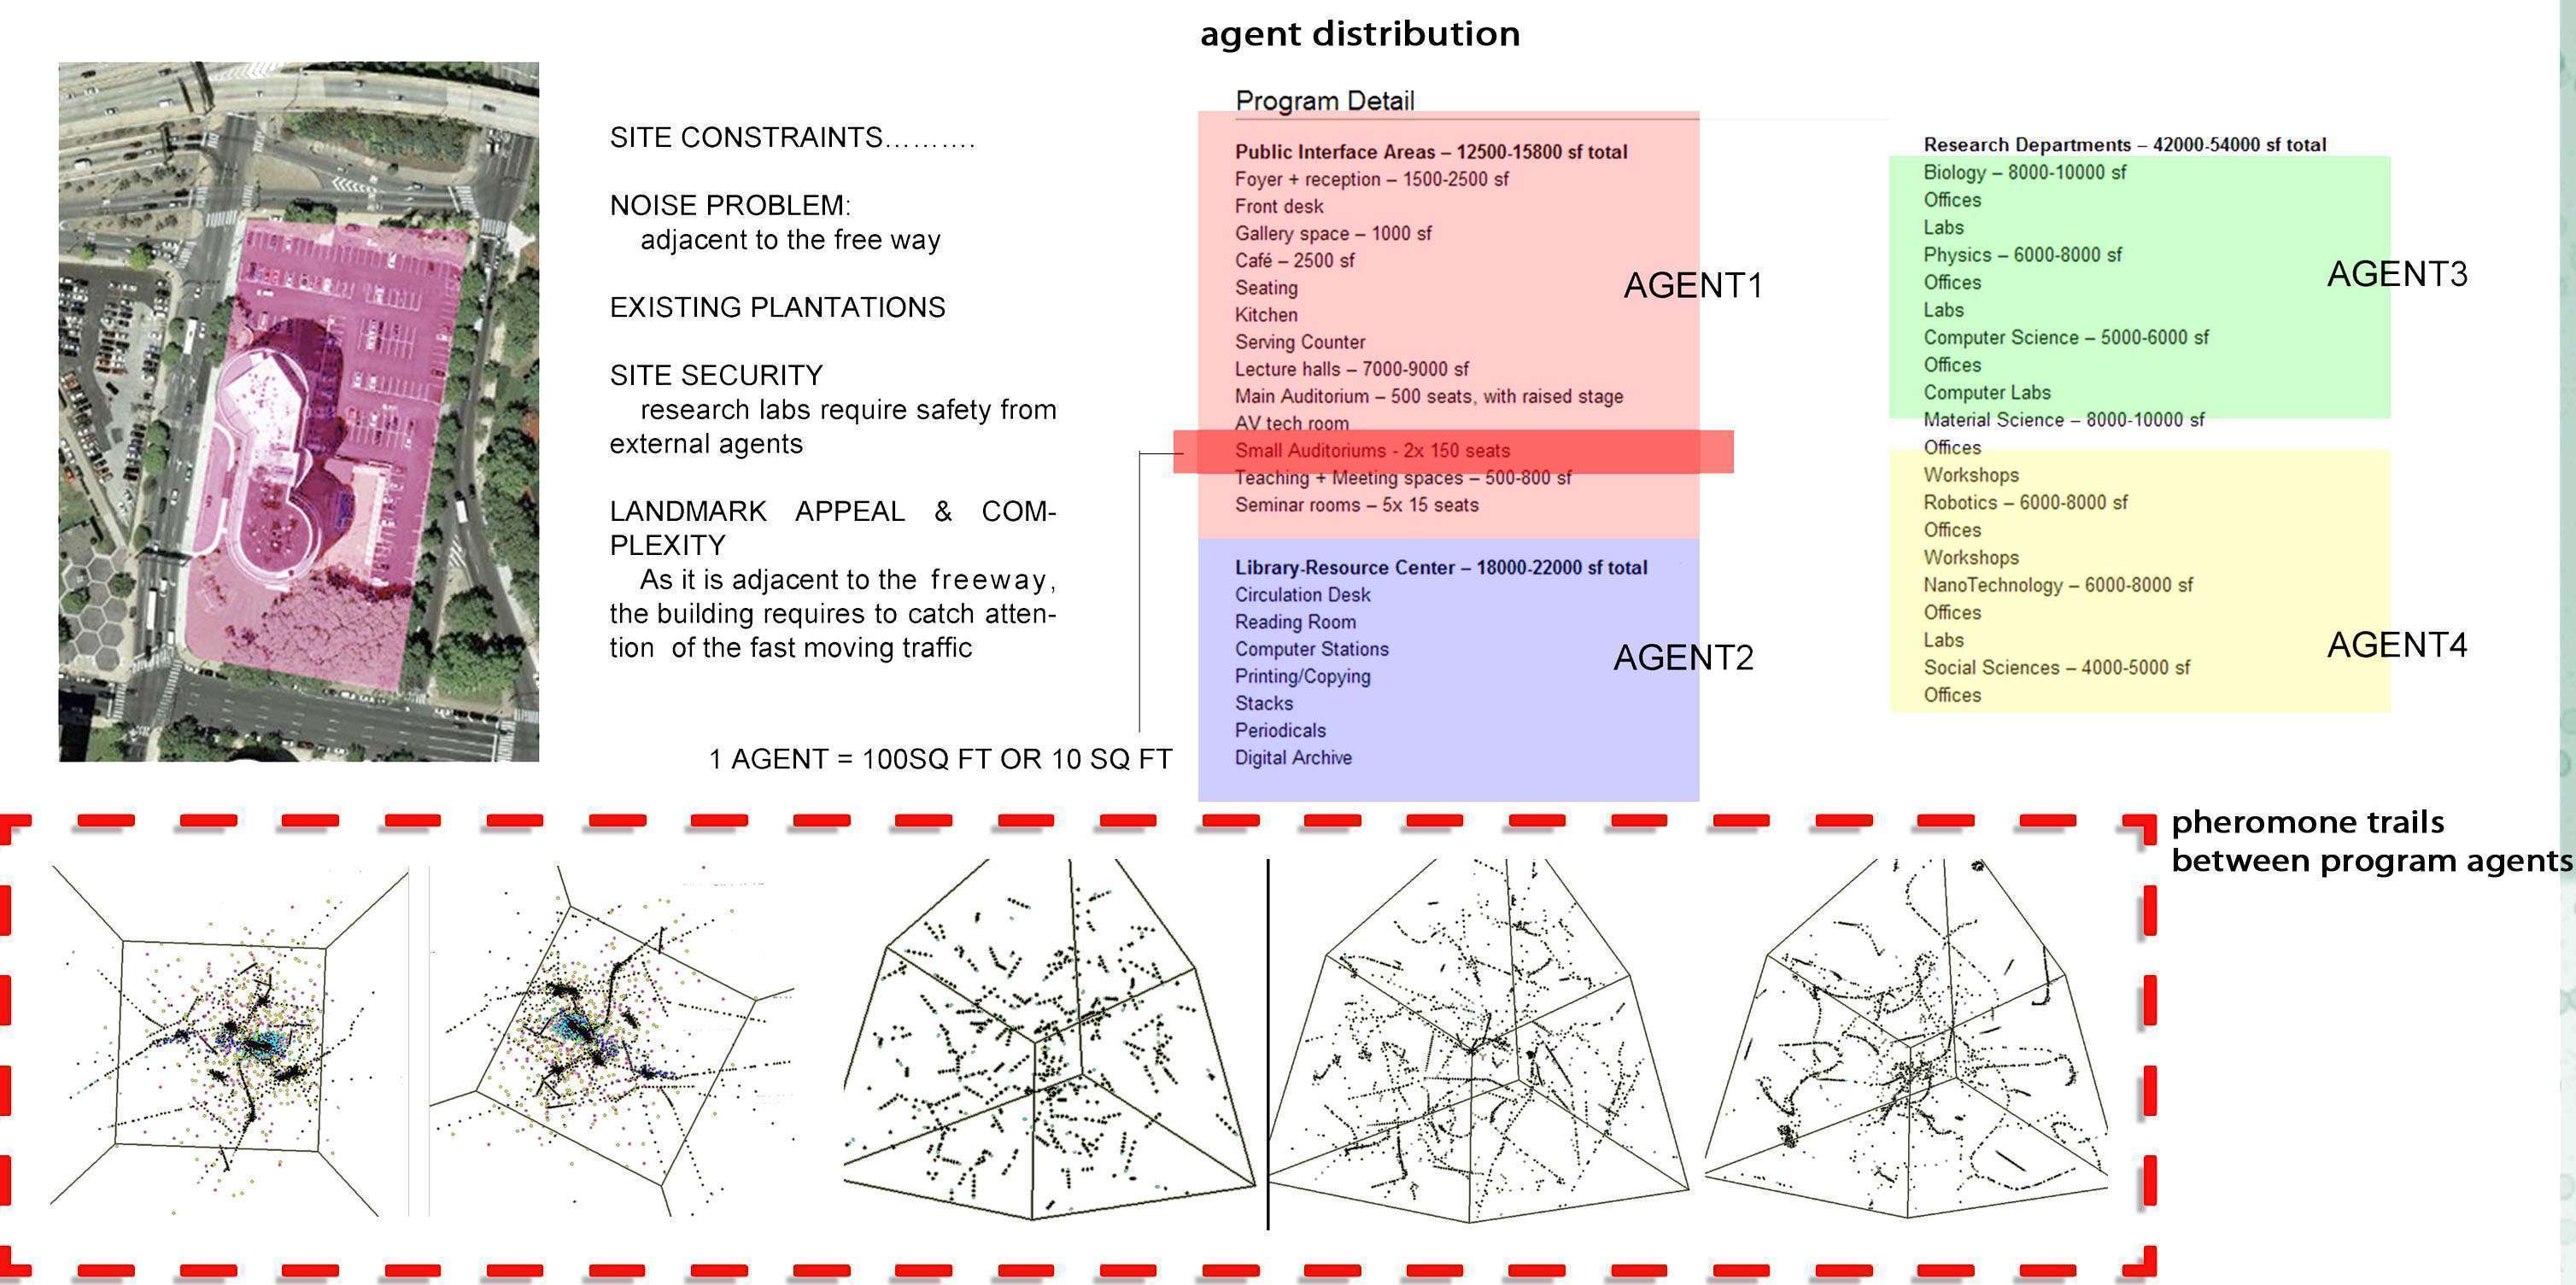 agent distribution
SITE CONSTRAINTS..........
NOISE PROBLEM:
adjacent to the free way
EXISTING PLANTATIONS
SITE SECURITY
research labs require safety from
external agents
LANDMARK APPEAL & COM-
PLEXITY
As it is adjacent to the freeway,
the building requires to catch atten-
tion of the fast moving traffic
1 AGENT = 100SQ FT OR 10 SQ FT
Program Detail
Public Interface Areas – 12500-15800 sf total
Foyer + reception – 1500-2500 sf
Front desk
Gallery space – 1000 sf
Café – 2500 sf
Seating
Kitchen
Serving Counter
Lecture halls – 7000-9000 sf
Main Auditorium – 500 seats, with raised stage
AV tech room
Small Auditoriums - 2x 150 seats
Teaching + Meeting spaces – 500-800 sf
Seminar rooms – 5x 15 seats
AGENT1
Library-Resource Center – 18000-22000 sf total
Circulation Desk
Reading Room
Computer Stations
Printing/Copying
Stacks
Periodicals
Digital Archive
AGENT2
Research Departments – 42000-54000 sf total
Biology – 8000-10000 sf
Offices
Labs
Physics – 6000-8000 sf
Offices
Labs
Computer Science – 5000-6000 sf
Offices
Computer Labs
Material Science – 8000-10000 sf
Offices
Workshops
Robotics – 6000-8000 sf
Offices
Workshops
NanoTechnology – 6000-8000 sf
Offices
Labs
Social Sciences – 4000-5000 sf
Offices
AGENT3
AGENT4
pheromone trails
between program agents